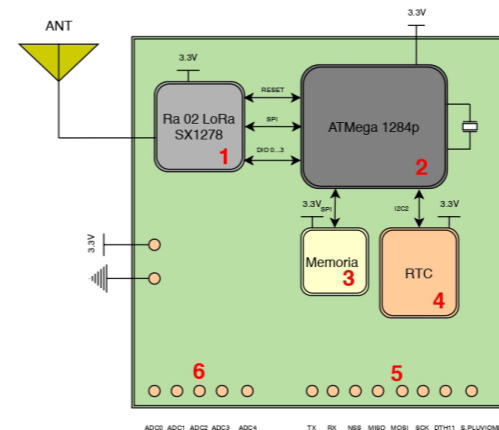 ANT
3.3V
3.3V
Ra 02 LoRa
SX1278
1
RESET
SPI
DIO 0...3
ATMega 1284p
2
3.3V
SPI
I2C2
3.3V
Memoria
3
RTC
4
3.3V
6
5
ADC0 ADC1 ADC2 ADC3 ADC4 TX RX NSS MISO MOSI SCK DTH11